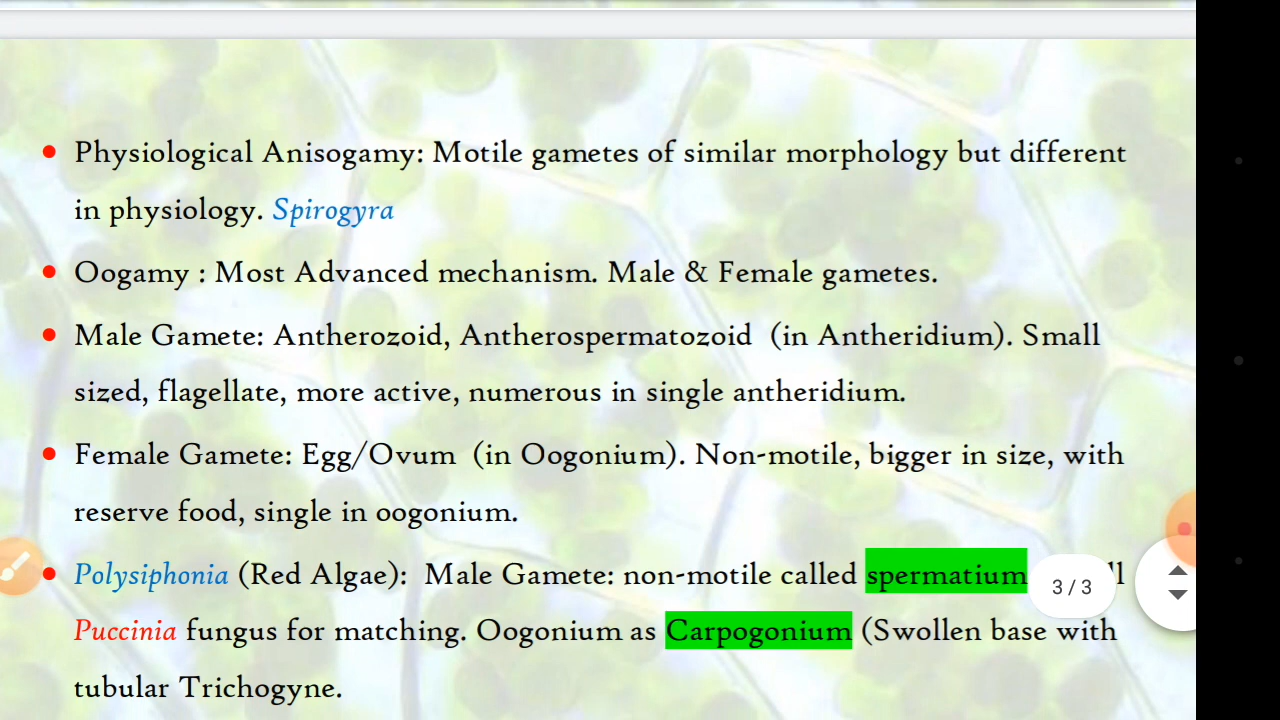 Physiological Anisogamy: Motile gametes of similar morphology but different
in physiology. Spirogyra
Oogamy : Most Advanced mechanism. Male & Female gametes.
Male Gamete: Antherozoid, Antherospermatozoid (in Antheridium). Small
sized, flagellate, more active, numerous in single antheridium.
Female Gamete: Egg/Ovum (in Oogonium). Non-motile, bigger in size, with
reserve food, single in oogonium.
Polysiphonia (Red Algae): Male Gamete: non-motile called spermatium
3 / 3
Puccinia fungus for matching. Oogonium as Carpogonium (Swollen base with
tubular Trichogyne.